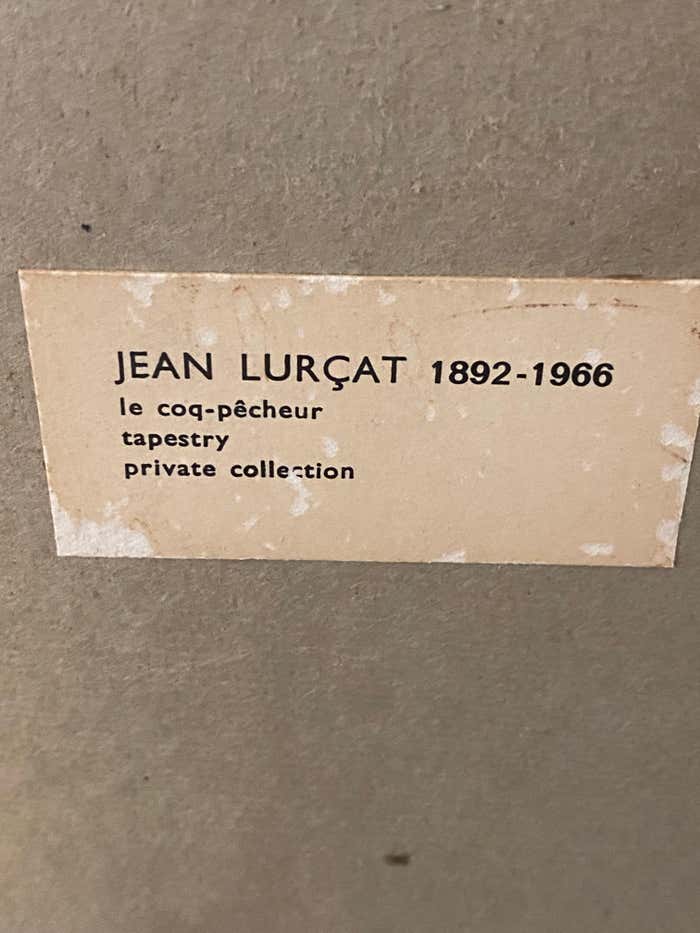 JEAN LURÇAT 1892-1966
le coq-pêcheur
tapestry
private collection